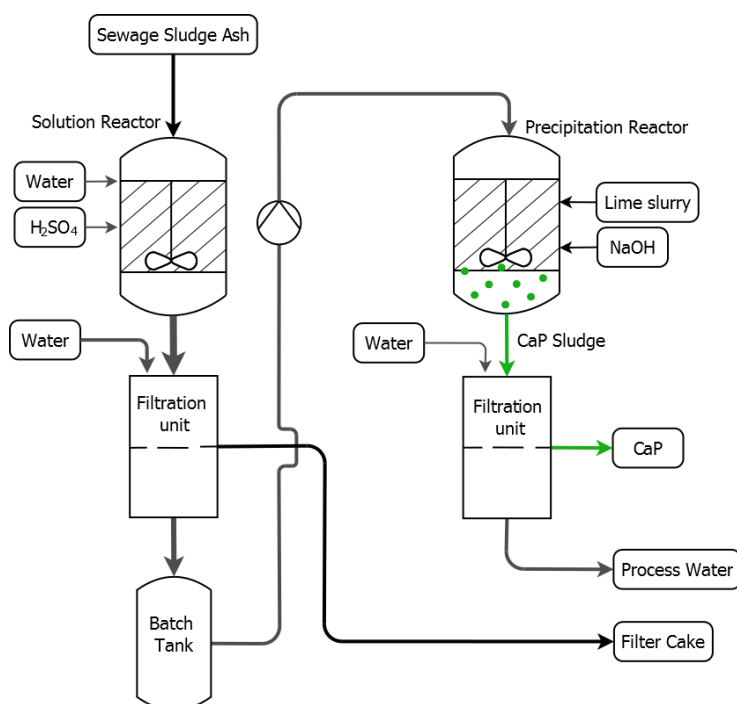 Sewage Sludge Ash
Solution Reactor
Precipitation Reactor
Water
H₂SO₄
Lime slurry
NaOH
Water
Water
CaP Sludge
Filtration
unit
Filtration
unit
CaP
Process Water
Batch
Tank
Filter Cake